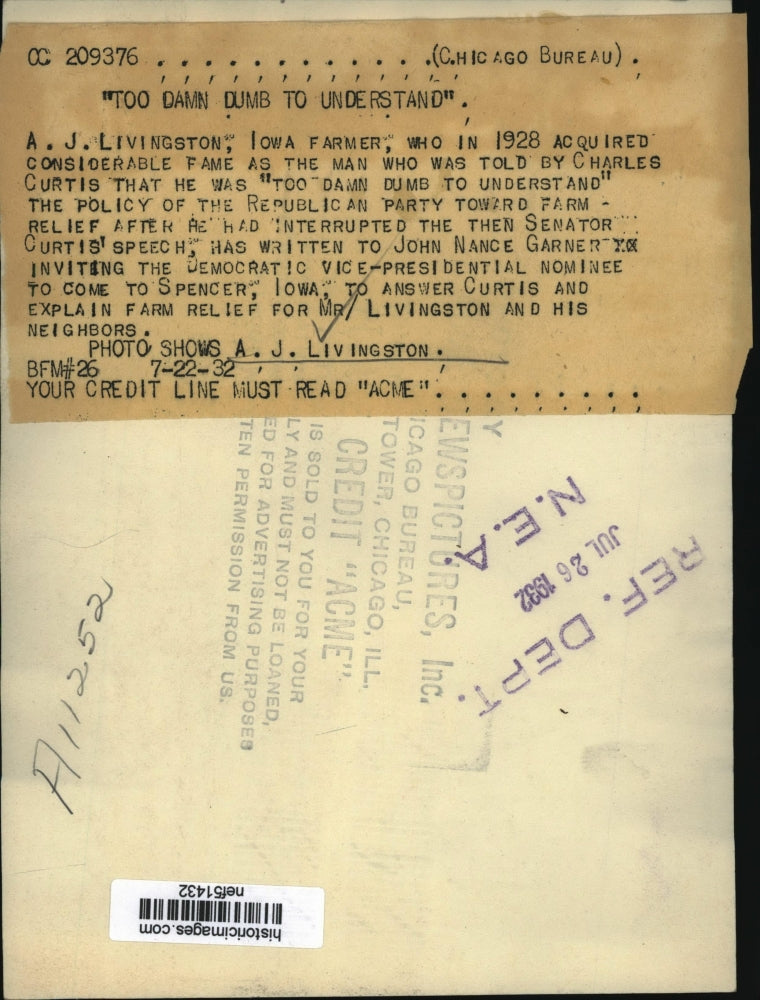 CC 209376 . . . . . . . . . . . . .(CHICAGO BUREAU) .
"TOO DAMN DUMB TO UNDERSTAND".
A. J. LIVINGSTON, IOWA FARMER, WHO IN 1928 ACQUIRED
CONSIDERABLE FAME AS THE MAN WHO WAS TOLD BY CHARLES
CURTIS THAT HE WAS "TOO DAMN DUMB TO UNDERSTAND"
THE POLICY OF THE REPUBLICAN PARTY TOWARD FARM -
RELIEF AFTER HE HAD INTERRUPTED THE THEN SENATOR
CURTIS' SPEECH, HAS WRITTEN TO JOHN NANCE GARNER
INVITING THE DEMOCRATIC VICE-PRESIDENTIAL NOMINEE
TO COME TO SPENCER, IOWA, TO ANSWER CURTIS AND
EXPLAIN FARM RELIEF FOR MR/ LIVINGSTON AND HIS
NEIGHBORS.
PHOTO SHOWS A. J. LIVINGSTON.
BFM#26 7-22-32
YOUR CREDIT LINE MUST READ "ACME". . . . . . . . .
Y
EWSPICTURES, Inc.
ICAGO BUREAU,
TOWER, CHICAGO, ILL.
CREDIT "ACME".
IS SOLD TO YOU FOR YOUR
LY AND MUST NOT BE LOANED,
ED FOR ADVERTISING PURPOSES
TEN PERMISSION FROM US.
REF. DEPT.
JUL 26 1932
N.E.A.
A11252
historicimages.com
nef51432